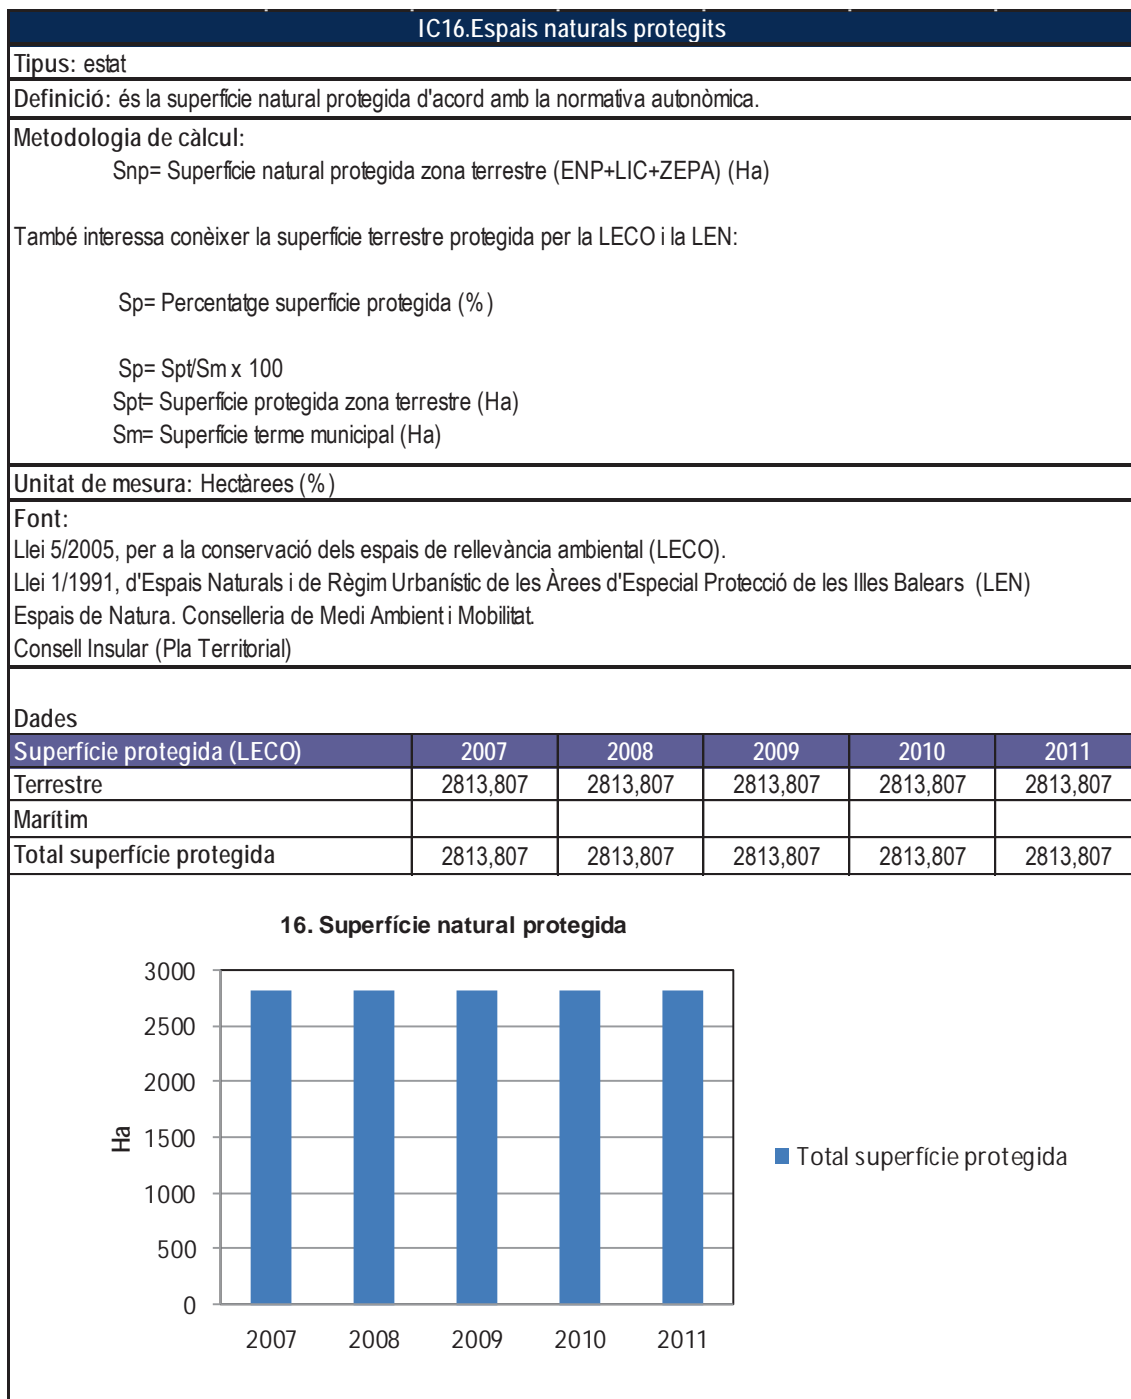 IC16.Espais naturals protegits
Tipus: estat
Definició: és la superfície natural protegida d'acord amb la normativa autonòmica.
Metodologia de càlcul:
Snp= Superfície natural protegida zona terrestre (ENP+LIC+ZEPA) (Ha)
També interessa conèixer la superfície terrestre protegida per la LECO i la LEN:
Sp= Percentatge superfície protegida (%)
Sp= Spt/Sm x 100
Spt= Superfície protegida zona terrestre (Ha)
Sm= Superfície terme municipal (Ha)
Unitat de mesura: Hectàrees (%)
Font:
Llei 5/2005, per a la conservació dels espais de rellevància ambiental (LECO).
Llei 1/1991, d'Espais Naturals i de Règim Urbanístic de les Àrees d'Especial Protecció de les Illes Balears (LEN)
Espais de Natura. Conselleria de Medi Ambient i Mobilitat.
Consell Insular (Pla Territorial)
Dades
Superfície protegida (LECO) 2007 2008 2009 2010 2011
Terrestre 2813,807 2813,807 2813,807 2813,807 2813,807
Marítim
Total superfície protegida 2813,807 2813,807 2813,807 2813,807 2813,807
16. Superfície natural protegida
3000
2500
2000
1500
1000
500
0
Ha
2007 2008 2009 2010 2011
Total superfície protegida